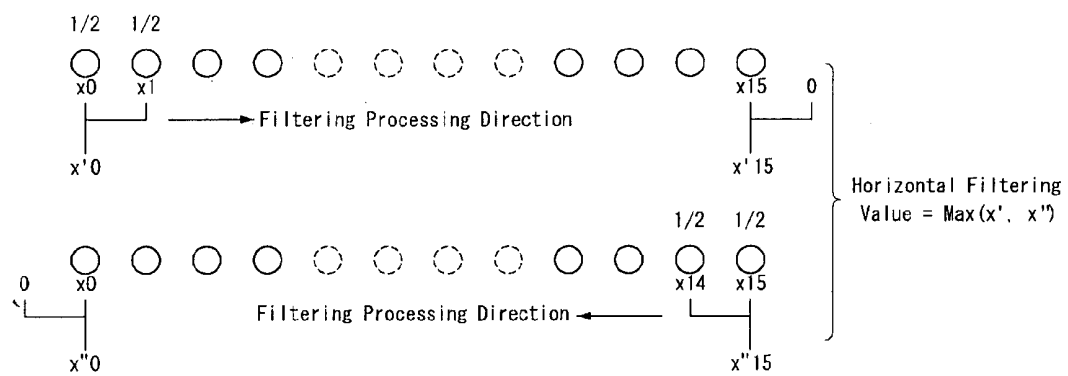 1/2 1/2
x0 x1 x15 0
Filtering Processing Direction
x'0 x'15
Horizontal Filtering
Value = Max(x', x")
1/2 1/2
0 x0 x14 x15
Filtering Processing Direction
x"0 x"15